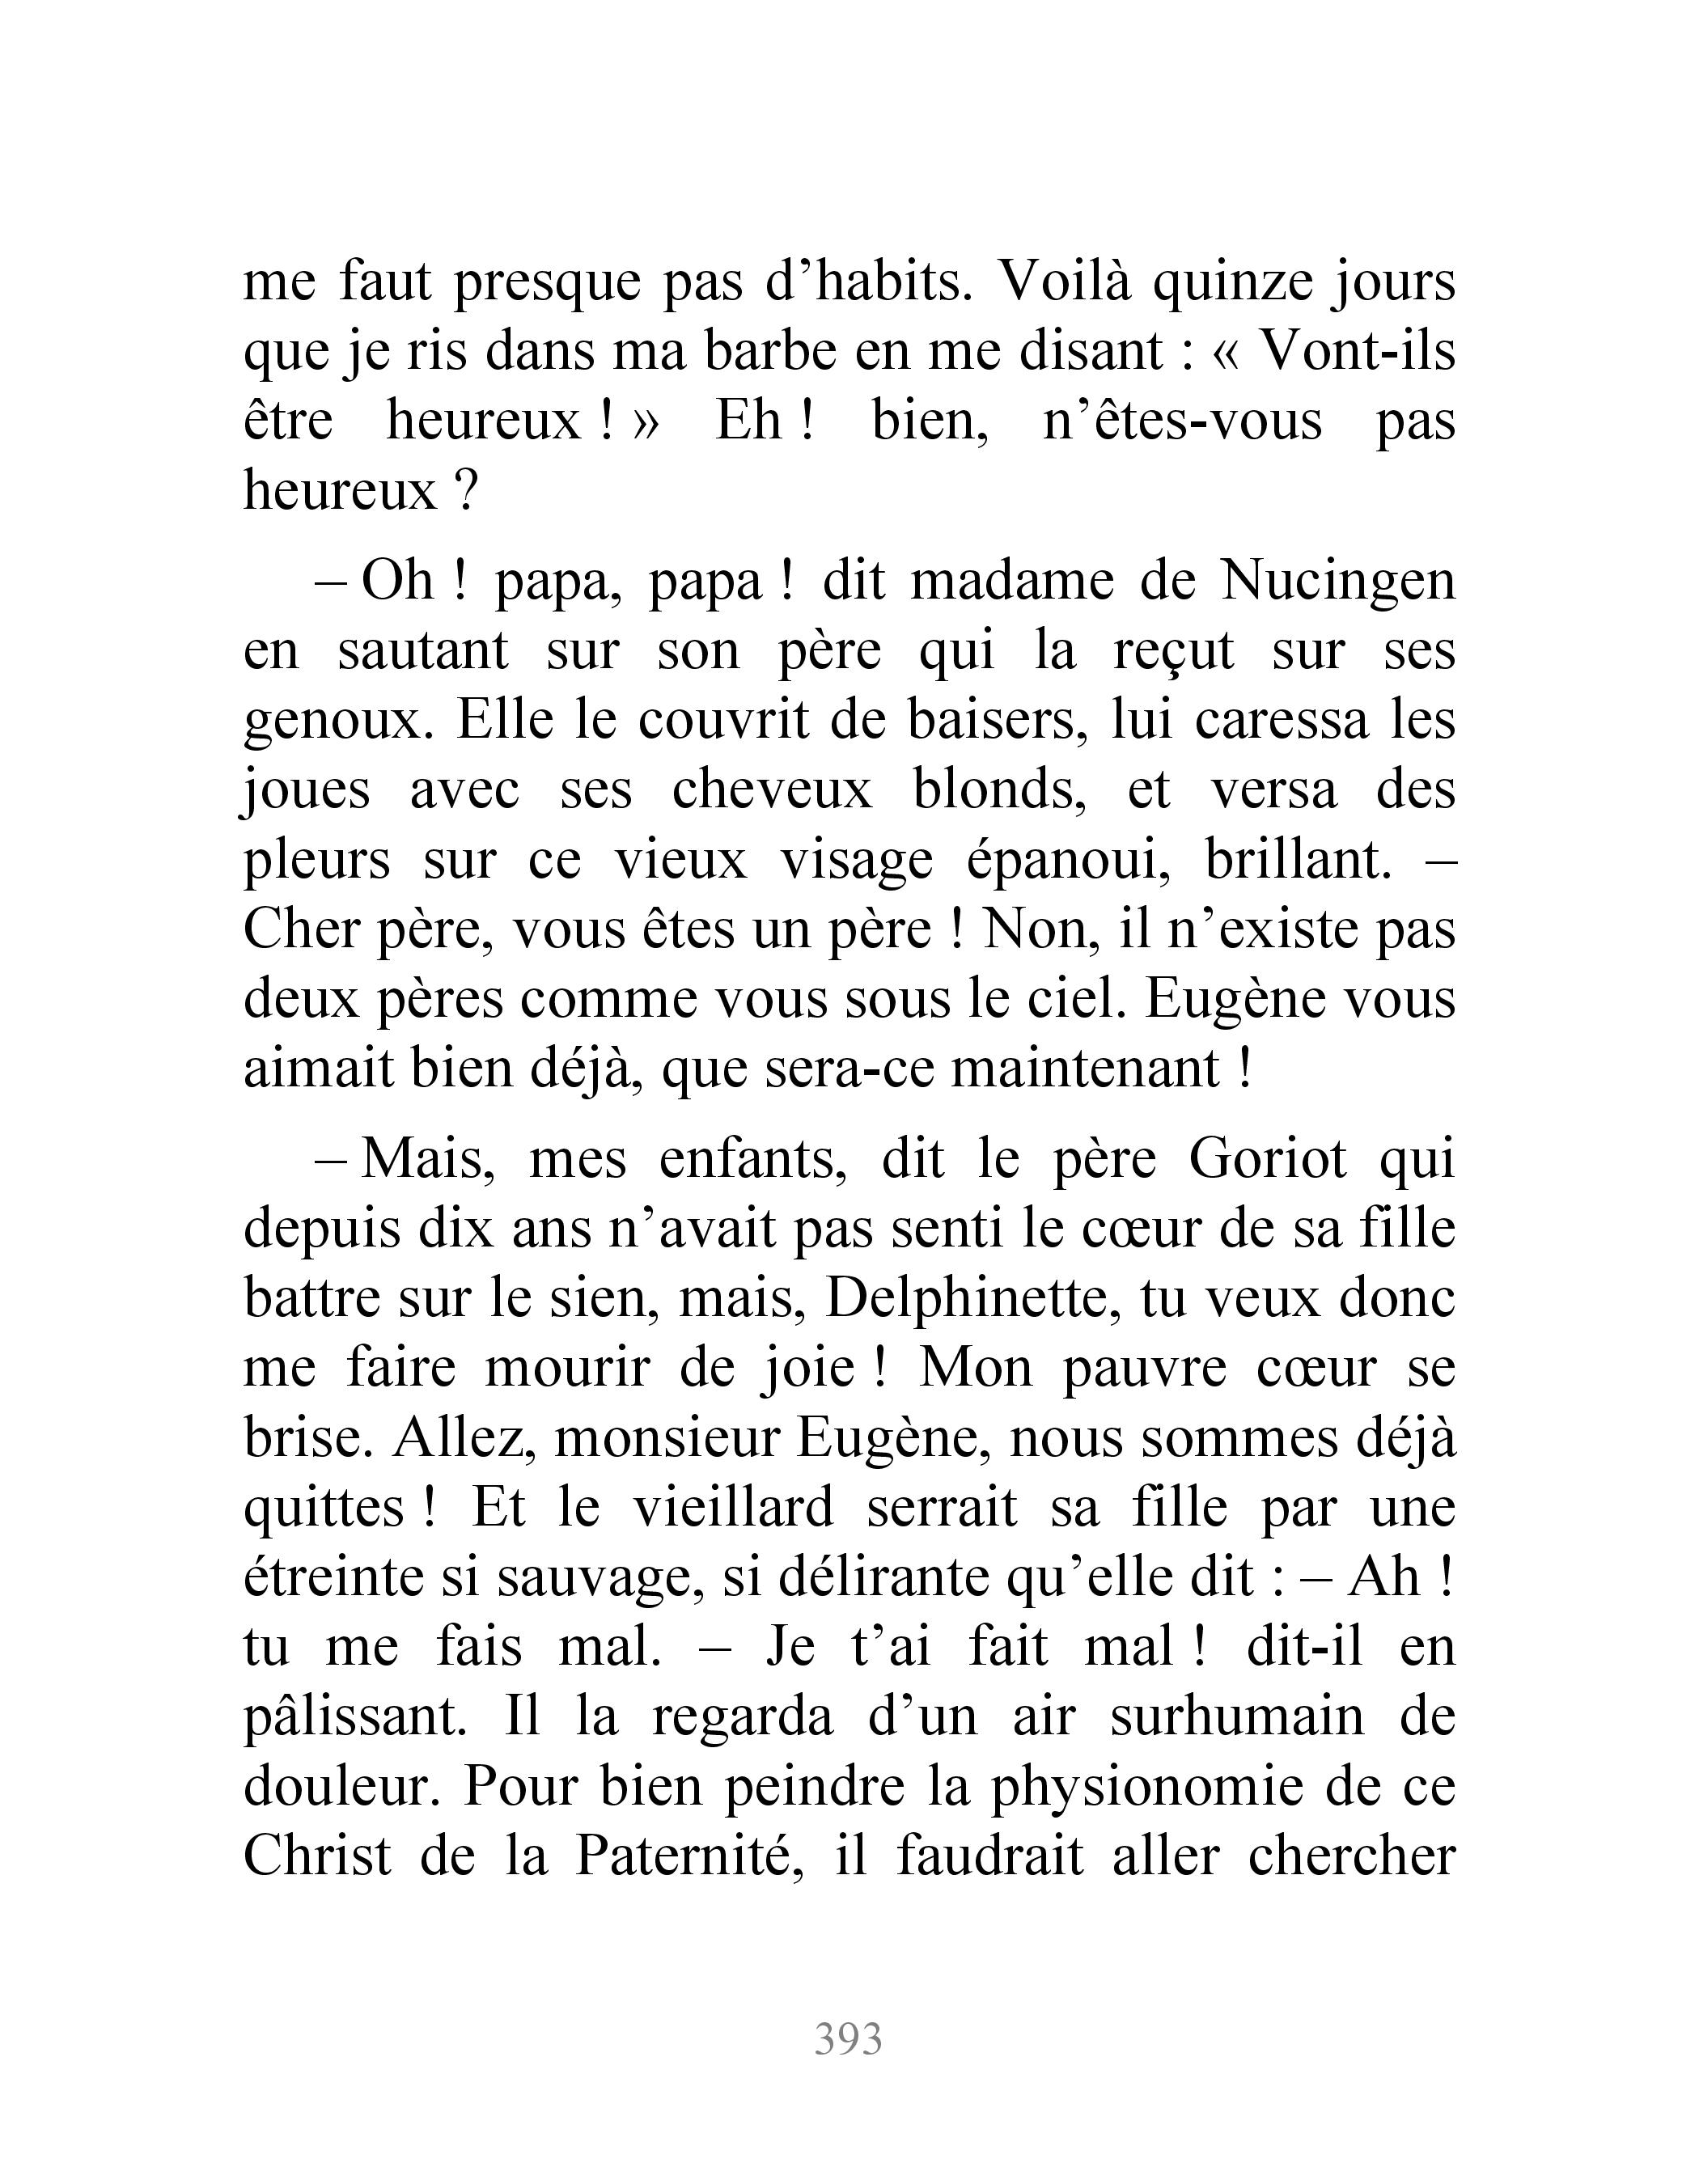 me faut presque pas d’habits. Voilà quinze jours
que je ris dans ma barbe en me disant : « Vont-ils
être heureux ! » Eh ! bien, n’êtes-vous pas
heureux ?
– Oh ! papa, papa ! dit madame de Nucingen
en sautant sur son père qui la reçut sur ses
genoux. Elle le couvrit de baisers, lui caressa les
joues avec ses cheveux blonds, et versa des
pleurs sur ce vieux visage épanoui, brillant. –
Cher père, vous êtes un père ! Non, il n’existe pas
deux pères comme vous sous le ciel. Eugène vous
aimait bien déjà, que sera-ce maintenant !
– Mais, mes enfants, dit le père Goriot qui
depuis dix ans n’avait pas senti le cœur de sa fille
battre sur le sien, mais, Delphinette, tu veux donc
me faire mourir de joie ! Mon pauvre cœur se
brise. Allez, monsieur Eugène, nous sommes déjà
quittes ! Et le vieillard serrait sa fille par une
étreinte si sauvage, si délirante qu’elle dit : – Ah !
tu me fais mal. – Je t’ai fait mal ! dit-il en
pâlissant. Il la regarda d’un air surhumain de
douleur. Pour bien peindre la physionomie de ce
Christ de la Paternité, il faudrait aller chercher
393